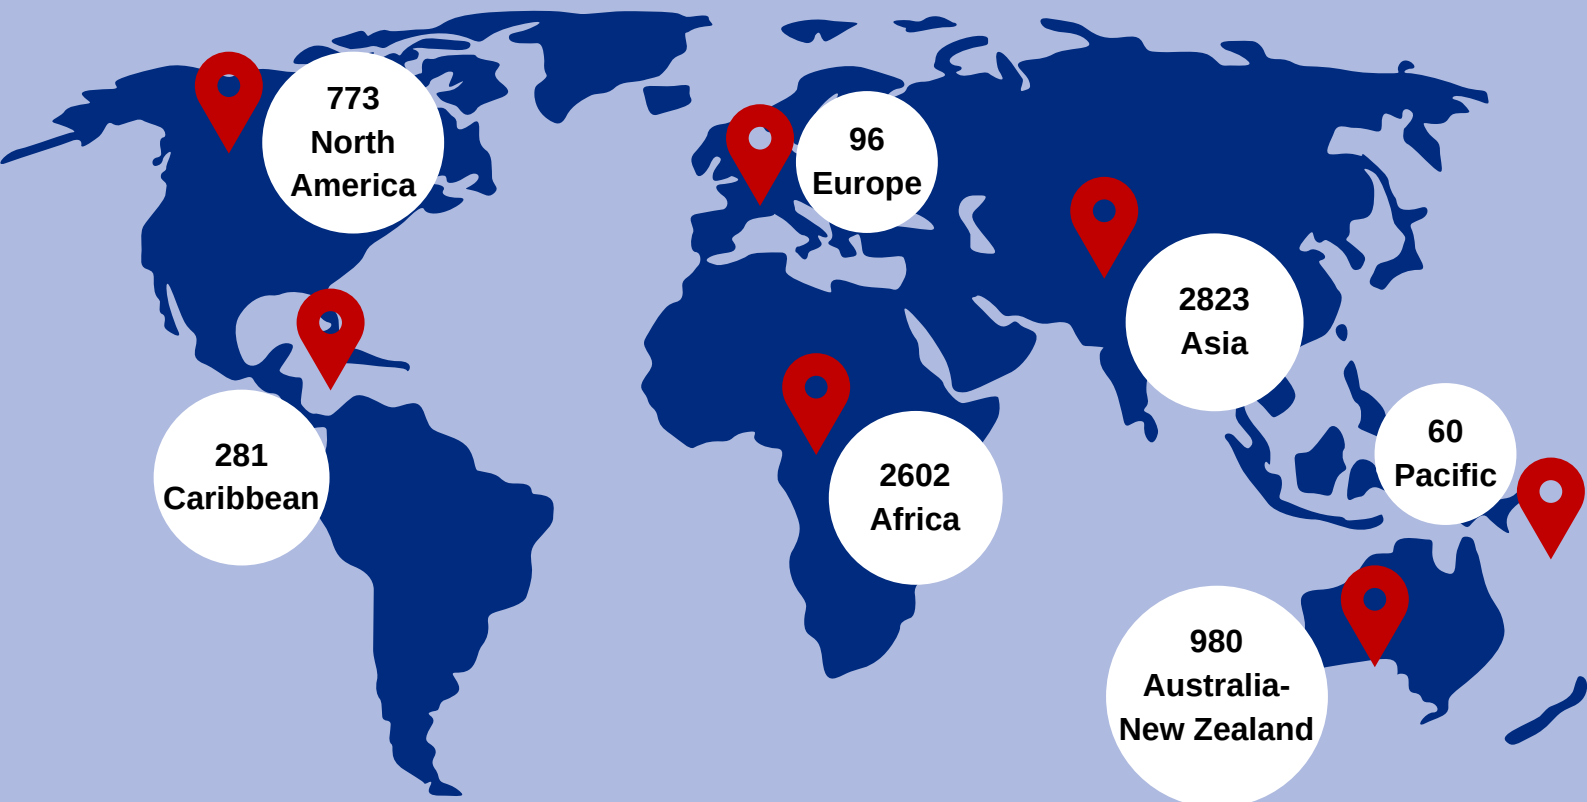 773
North
America
96
Europe
2823
Asia
281
Caribbean
2602
Africa
60
Pacific
980
Australia-
New Zealand